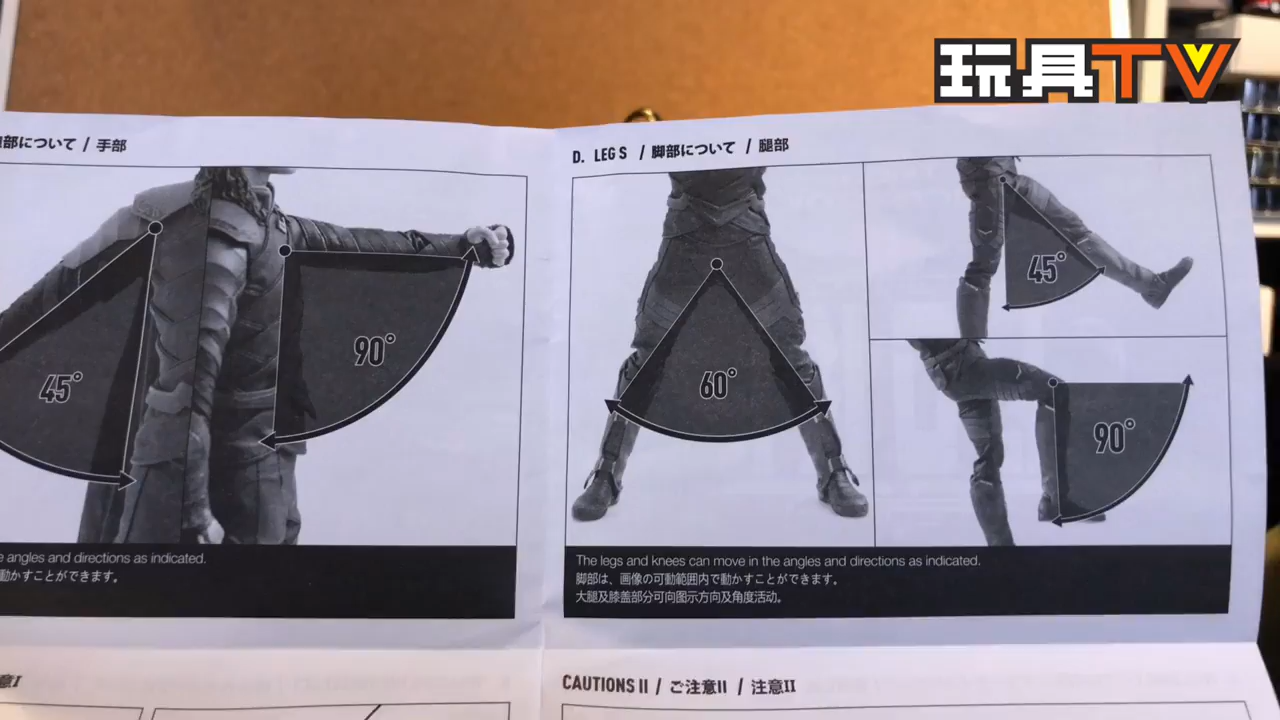 玩具TV
部について / 手部
45°
90°
e angles and directions as indicated.
動かすことができます。
D. LEGS / 脚部について / 腿部
60°
45°
90°
The legs and knees can move in the angles and directions as indicated.
脚部は、画像の可動範囲内で動かすことができます。
大腿及膝盖部分可向图示方向及角度活动。
意I
CAUTIONS II / ご注意II / 注意II